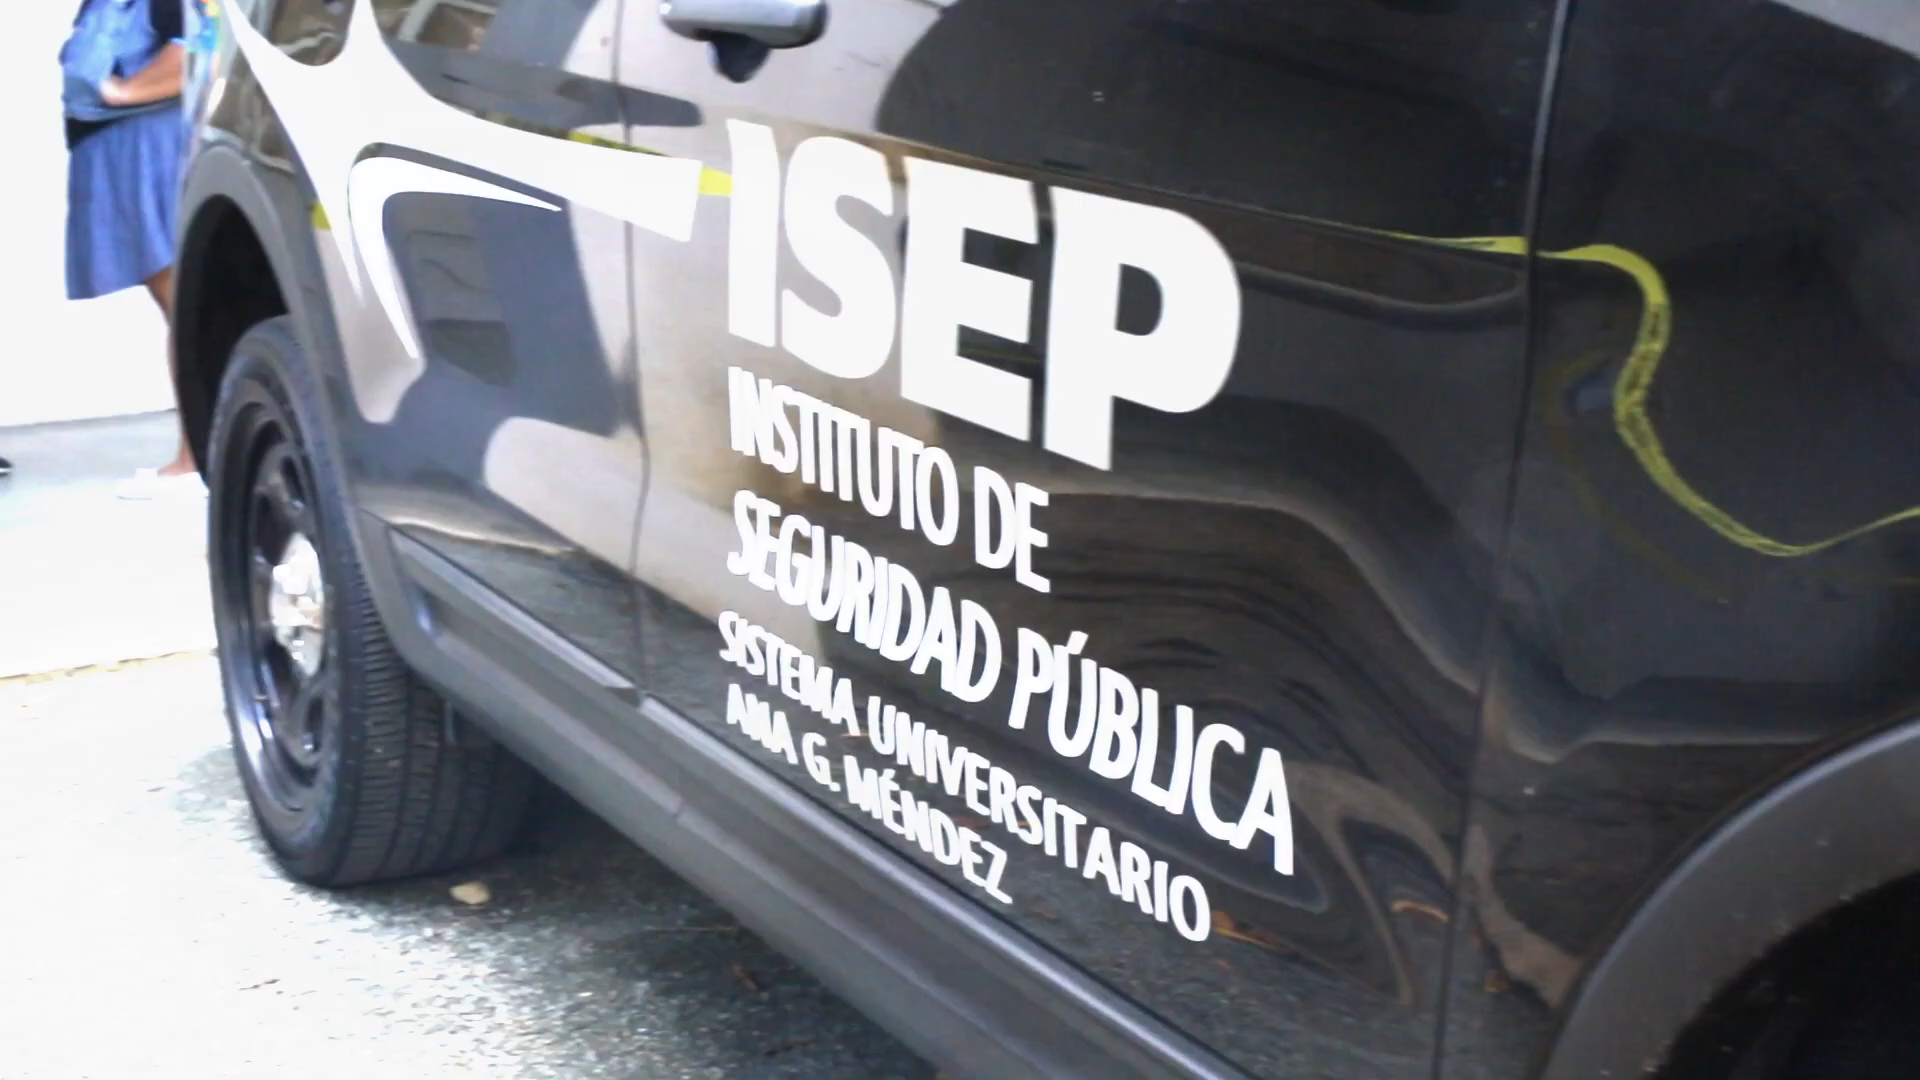 ISEP
INSTITUTO DE
SEGURIDAD PÚBLICA
SISTEMA UNIVERSITARIO
ANA G. MÉNDEZ